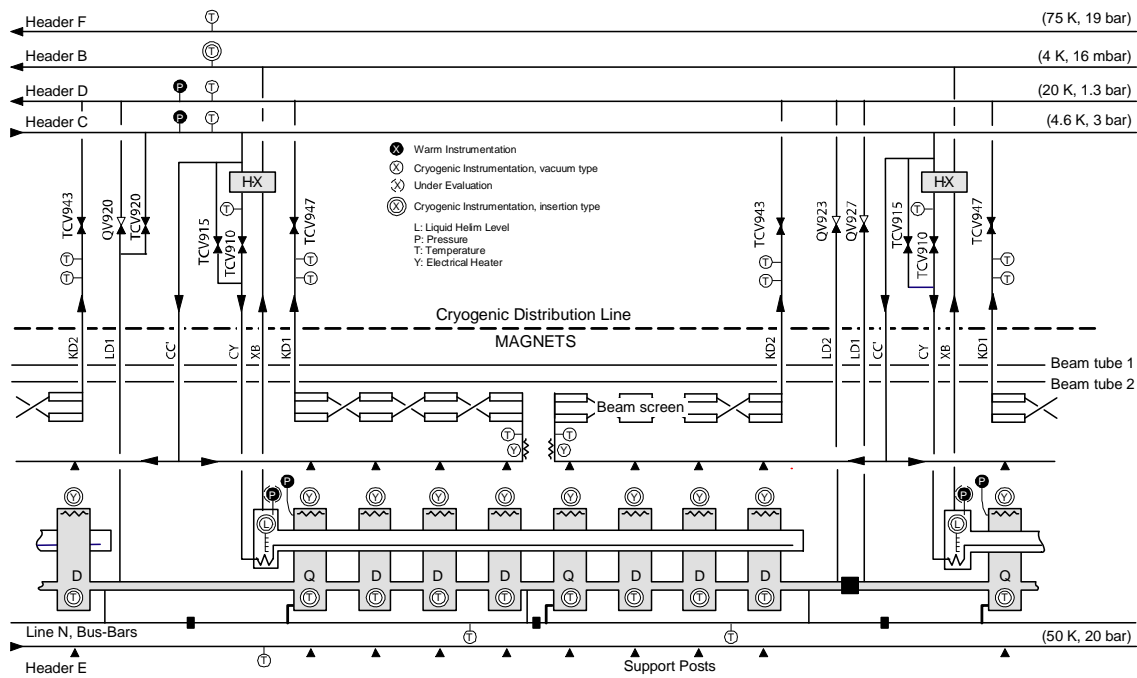 Header F
T
(75 K, 19 bar)
Header B
T
(4 K, 16 mbar)
Header D
P
T
(20 K, 1.3 bar)
Header C
P
T
(4.6 K, 3 bar)
X Warm Instrumentation
X Cryogenic Instrumentation, vacuum type
X Under Evaluation
X Cryogenic Instrumentation, insertion type
L: Liquid Helim Level
P: Pressure
T: Temperature
Y: Electrical Heater
H-X
H-X
TCV943
QV920
TCV920
TCV915
TCV910
TCV947
TCV943
QV923
QV927
TCV915
TCV910
TCV947
T
T
T
T
T
T
T
T
T
T
Cryogenic Distribution Line
MAGNETS
KD2
LD1
CC'
CY
XB
KD1
KD2
LD2
LD1
CC'
CY
XB
KD1
Beam tube 1
Beam tube 2
Beam screen
T
Y
T
Y
Y
P
P
Y
Y
Y
Y
Y
Y
Y
Y
P
P
Y
L
L
D
Q
D
D
D
Q
D
D
D
Q
T
T
T
T
T
T
T
T
T
T
Line N, Bus-Bars
T
T
(50 K, 20 bar)
Header E
T
Support Posts